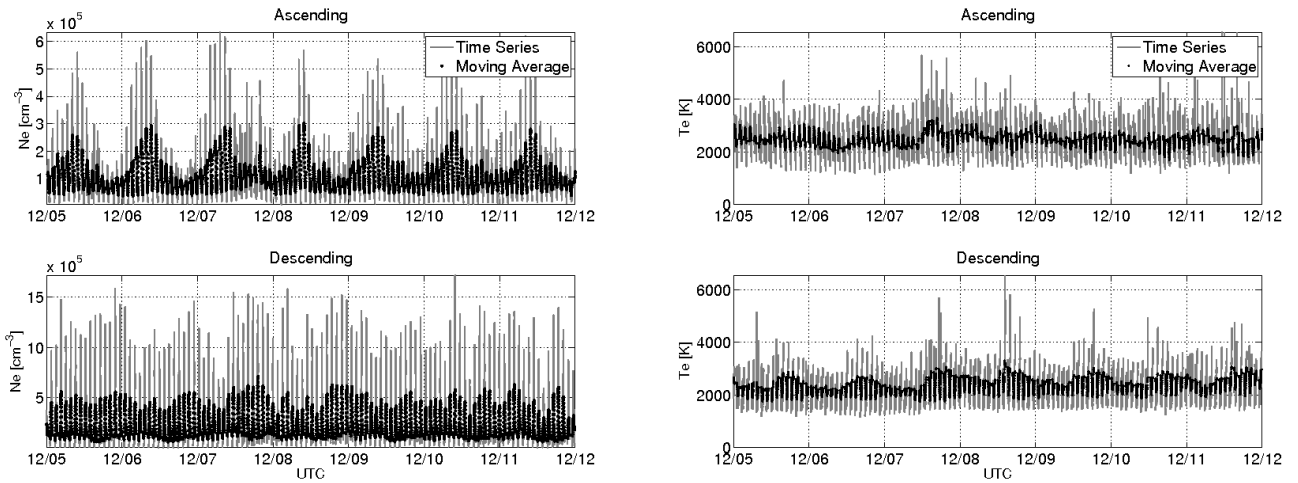 Ascending
x 10⁵
6
5
4
3
2
1
Ne [cm⁻³]
Time Series
Moving Average
12/05 12/06 12/07 12/08 12/09 12/10 12/11 12/12
Ascending
6000
4000
2000
0
Te [K]
Time Series
Moving Average
12/05 12/06 12/07 12/08 12/09 12/10 12/11 12/12
Descending
x 10⁵
15
10
5
Ne [cm⁻³]
12/05 12/06 12/07 12/08 12/09 12/10 12/11 12/12
UTC
Descending
6000
4000
2000
0
Te [K]
12/05 12/06 12/07 12/08 12/09 12/10 12/11 12/12
UTC